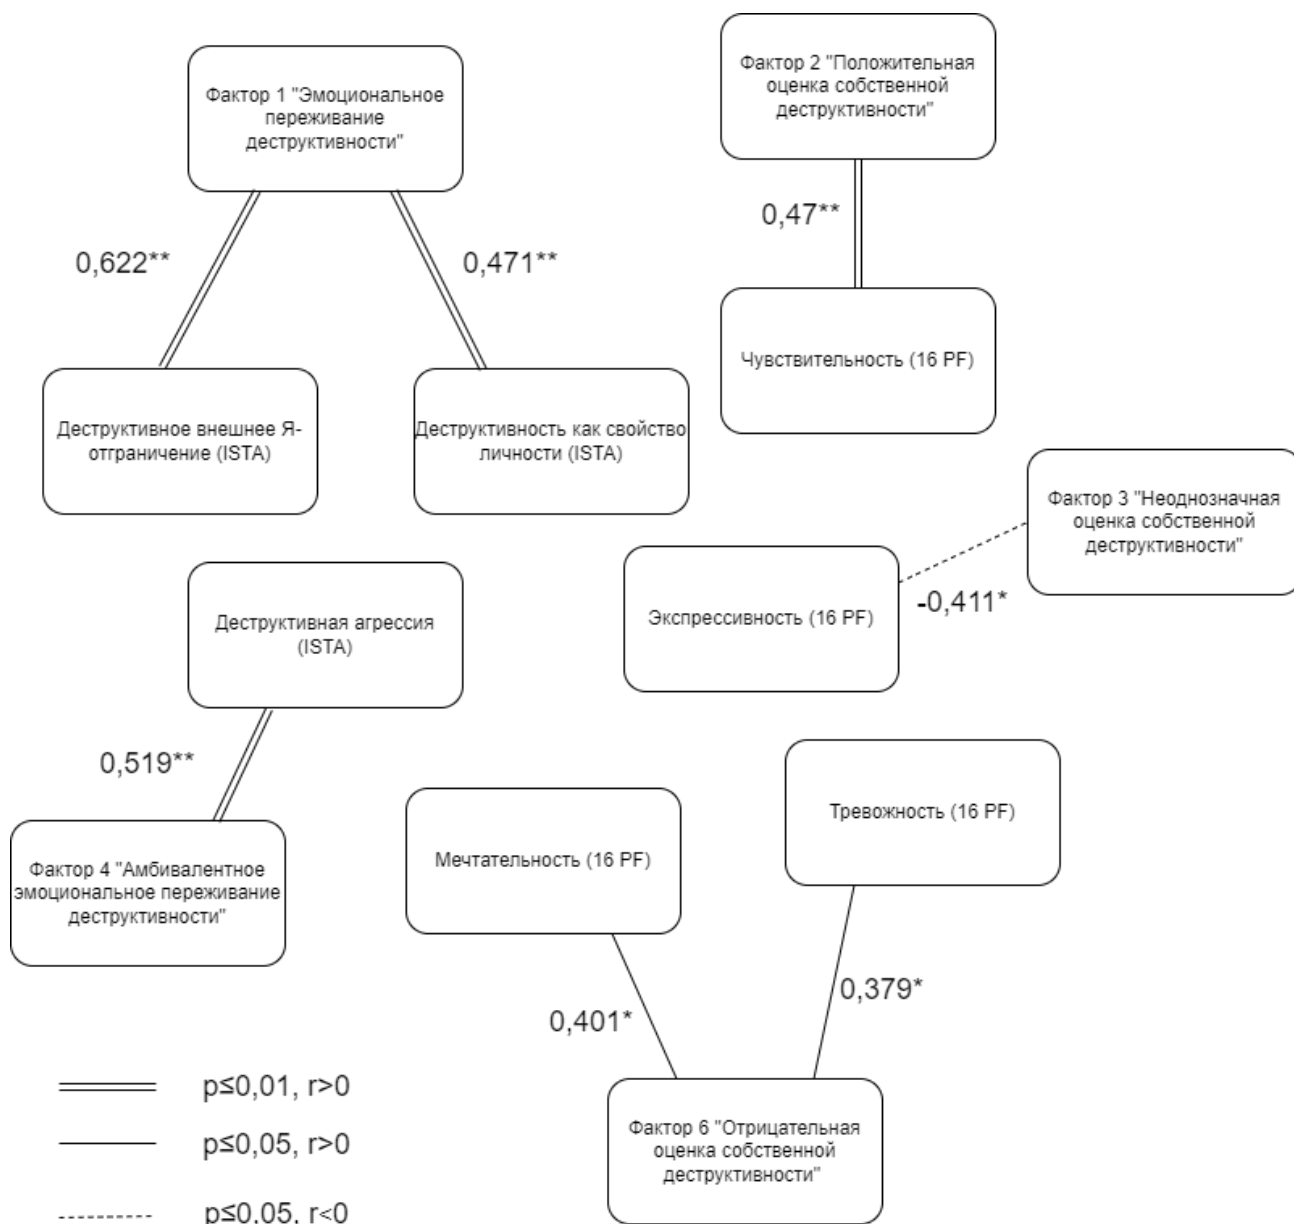 Фактор 1 "Эмоциональное
переживание
деструктивности"
Фактор 2 "Положительная
оценка собственной
деструктивности"
0,622**
0,471**
0,47**
Деструктивное внешнее Я-
отграничение (ISTA)
Деструктивность как свойство
личности (ISTA)
Чувствительность (16 PF)
Фактор 3 "Неоднозначная
оценка собственной
деструктивности"
Экспрессивность (16 PF)
-0,411*
Деструктивная агрессия
(ISTA)
0,519**
Фактор 4 "Амбивалентное
эмоциональное переживание
деструктивности"
Мечтательность (16 PF)
Тревожность (16 PF)
0,401*
0,379*
Фактор 6 "Отрицательная
оценка собственной
деструктивности"
p≤0,01, r>0
p≤0,05, r>0
p≤0,05, r<0